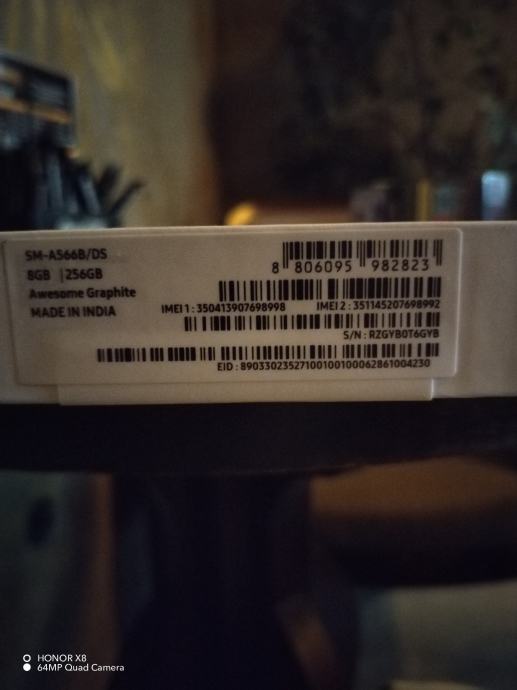 SM-A566B/DS
8GB | 256GB
Awesome Graphite
MADE IN INDIA
8 806095 982823
IMEI 1 : 350413907698998 IMEI 2 : 351145207698992
S/N : RZGYB0T6GYB
EID : 89033023527100100100062861004230
HONOR X8
64MP Quad Camera